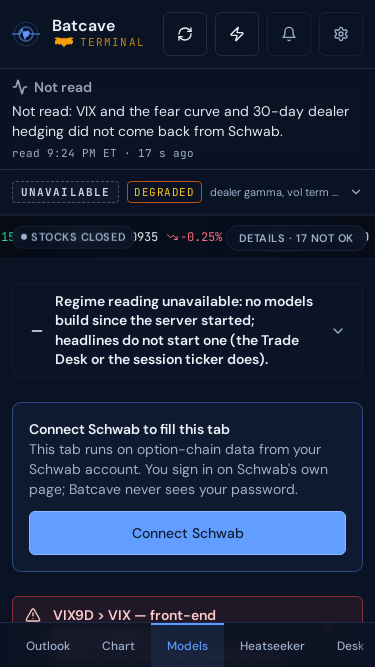 Batcave
TERMINAL
Not read
Not read: VIX and the fear curve and 30-day dealer
hedging did not come back from Schwab.
read 9:24 PM ET · 17 s ago
UNAVAILABLE DEGRADED dealer gamma, vol term …
STOCKS CLOSED 0935 -0.25% DETAILS · 17 NOT OK
Regime reading unavailable: no models
build since the server started;
headlines do not start one (the Trade
Desk or the session ticker does).
Connect Schwab to fill this tab
This tab runs on option-chain data from your
Schwab account. You sign in on Schwab's own
page; Batcave never sees your password.
Connect Schwab
VIX9D > VIX — front-end
Outlook Chart Models Heatseeker Desk